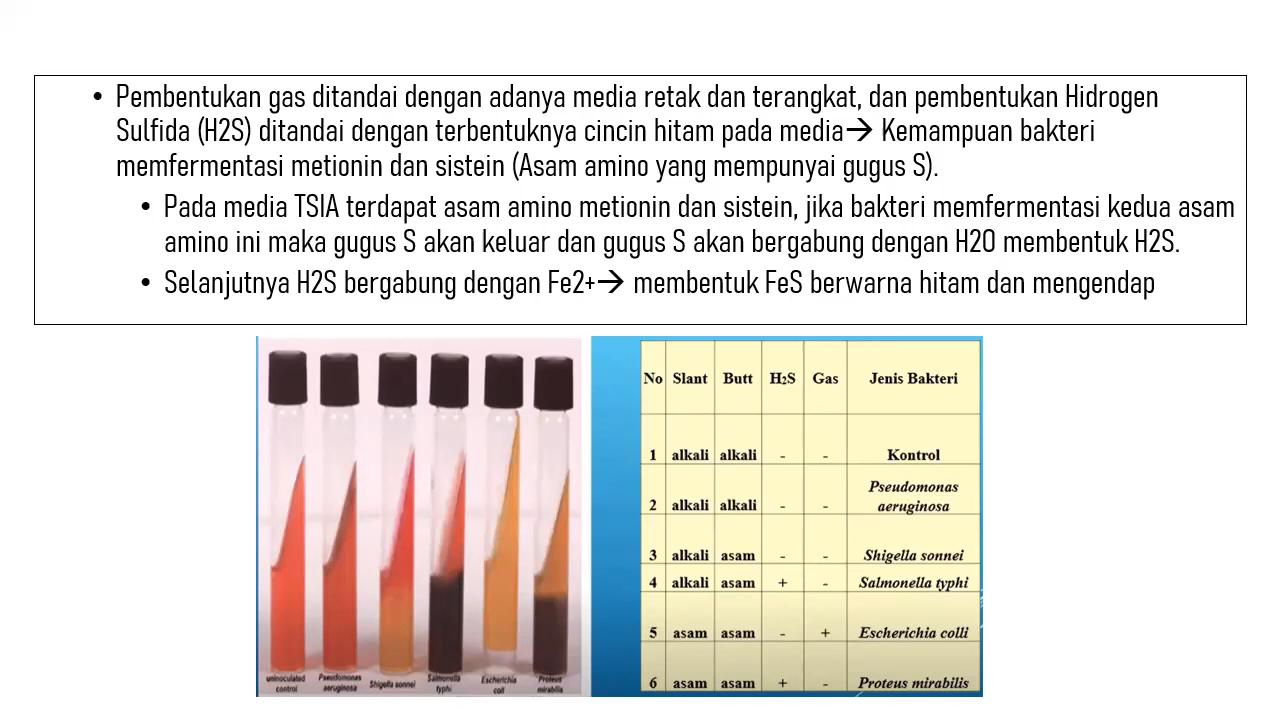 • Pembentukan gas ditandai dengan adanya media retak dan terangkat, dan pembentukan Hidrogen
Sulfida (H2S) ditandai dengan terbentuknya cincin hitam pada media→ Kemampuan bakteri
memfermentasi metionin dan sistein (Asam amino yang mempunyai gugus S).
• Pada media TSIA terdapat asam amino metionin dan sistein, jika bakteri memfermentasi kedua asam
amino ini maka gugus S akan keluar dan gugus S akan bergabung dengan H2O membentuk H2S.
• Selanjutnya H2S bergabung dengan Fe2+→ membentuk FeS berwarna hitam dan mengendap
uninoculated
control
Pseudomonas
aeruginosa
Shigella sonnei
Salmonella
typhi
Escherichia
coli
Proteus
mirabilis
No Slant Butt H₂S Gas Jenis Bakteri
1 alkali alkali - - Kontrol
2 alkali alkali - - Pseudomonas
aeruginosa
3 alkali asam - - Shigella sonnei
4 alkali asam + - Salmonella typhi
5 asam asam - + Escherichia colli
6 asam asam + - Proteus mirabilis